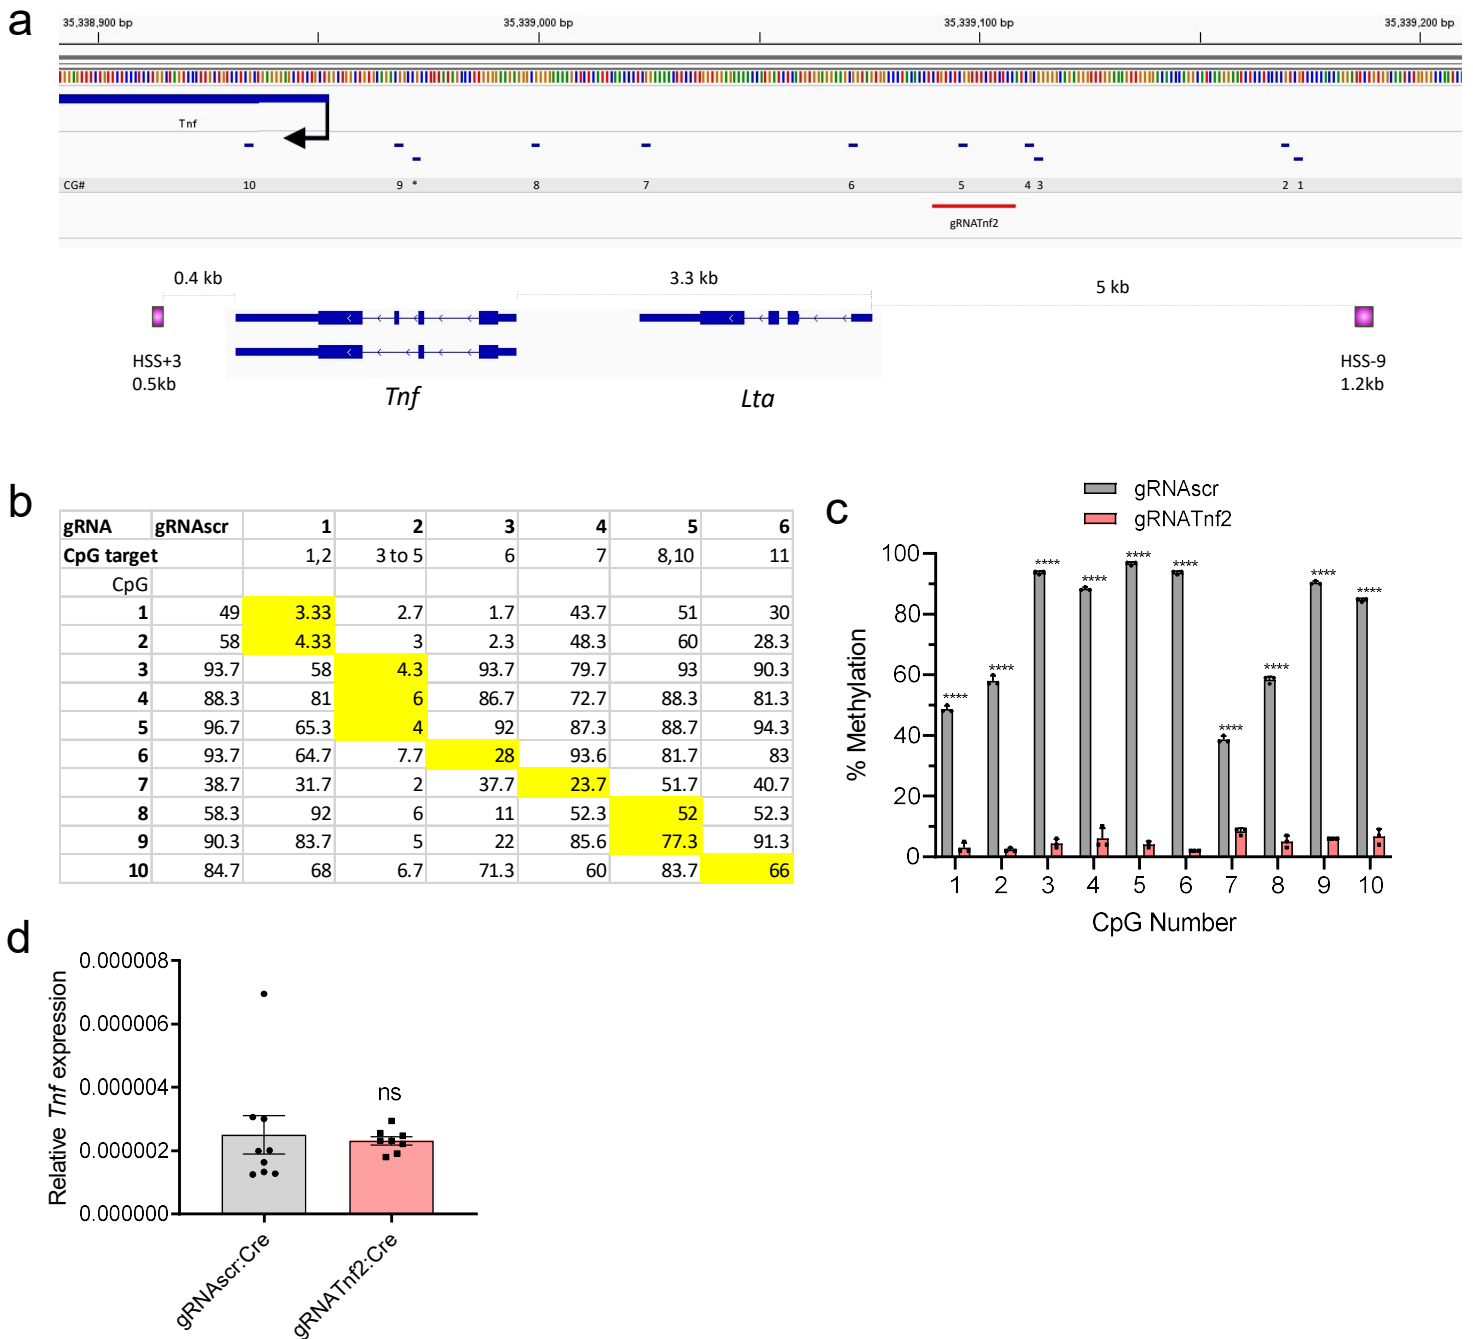 a
35,338,900 bp 35,339,000 bp 35,339,100 bp 35,339,200 bp
Tnf
CG# 10 9 * 8 7 6 5 4 3 2 1
gRNATnf2
0.4 kb 3.3 kb 5 kb
HSS+3 HSS-9
0.5kb 1.2kb
Tnf Lta
b
gRNA gRNAscr 1 2 3 4 5 6
CpG target 1,2 3 to 5 6 7 8,10 11
CpG
1 49 3.33 2.7 1.7 43.7 51 30
2 58 4.33 3 2.3 48.3 60 28.3
3 93.7 58 4.3 93.7 79.7 93 90.3
4 88.3 81 6 86.7 72.7 88.3 81.3
5 96.7 65.3 4 92 87.3 88.7 94.3
6 93.7 64.7 7.7 28 93.6 81.7 83
7 38.7 31.7 2 37.7 23.7 51.7 40.7
8 58.3 92 6 11 52.3 52 52.3
9 90.3 83.7 5 22 85.6 77.3 91.3
10 84.7 68 6.7 71.3 60 83.7 66
c
gRNAscr
gRNATnf2
% Methylation
100
80
60
40
20
0
**** **** **** **** **** **** **** **** **** ****
1 2 3 4 5 6 7 8 9 10
CpG Number
d
Relative Tnf expression
0.000008
0.000006
0.000004
0.000002
0.000000
ns
gRNAscr:Cre
gRNATnf2:Cre